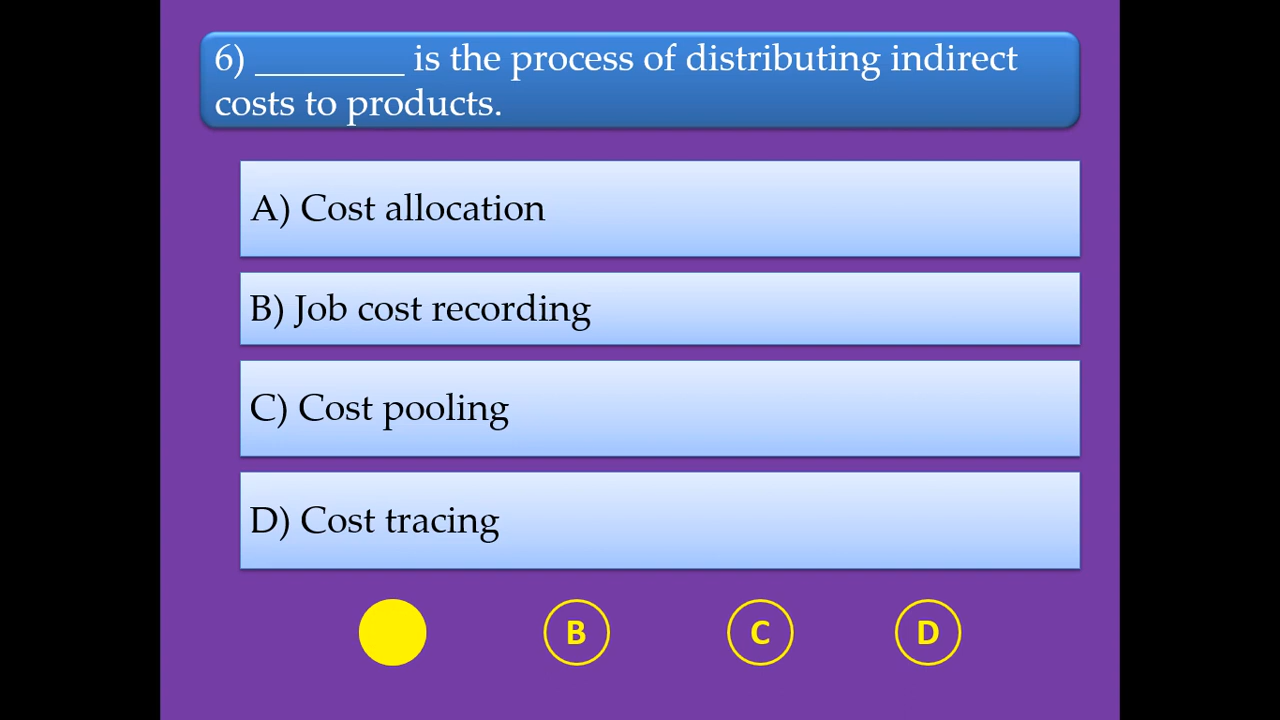 6) ________ is the process of distributing indirect
costs to products.
A) Cost allocation
B) Job cost recording
C) Cost pooling
D) Cost tracing
B C D